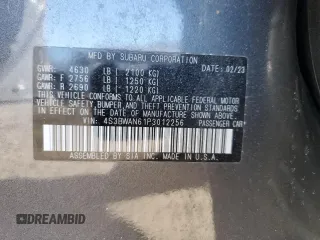 MFD. BY SUBARU CORPORATION DATE: 02/23
GVWR: 4630 LB ( 2100 KG)
GAWR: F 2756 LB ( 1250 KG)
GAWR: R 2690 LB ( 1220 KG)
THIS VEHICLE CONFORMS TO ALL APPLICABLE
FEDERAL MOTOR VEHICLE SAFETY, BUMPER, AND
THEFT PREVENTION STANDARDS IN EFFECT ON THE
DATE OF MANUFACTURE SHOWN ABOVE.
VIN: 4S3BWAN61P3012256 PASSENGER CAR
ASSEMBLED BY SIA INC. MADE IN U.S.A.
DREAMBID